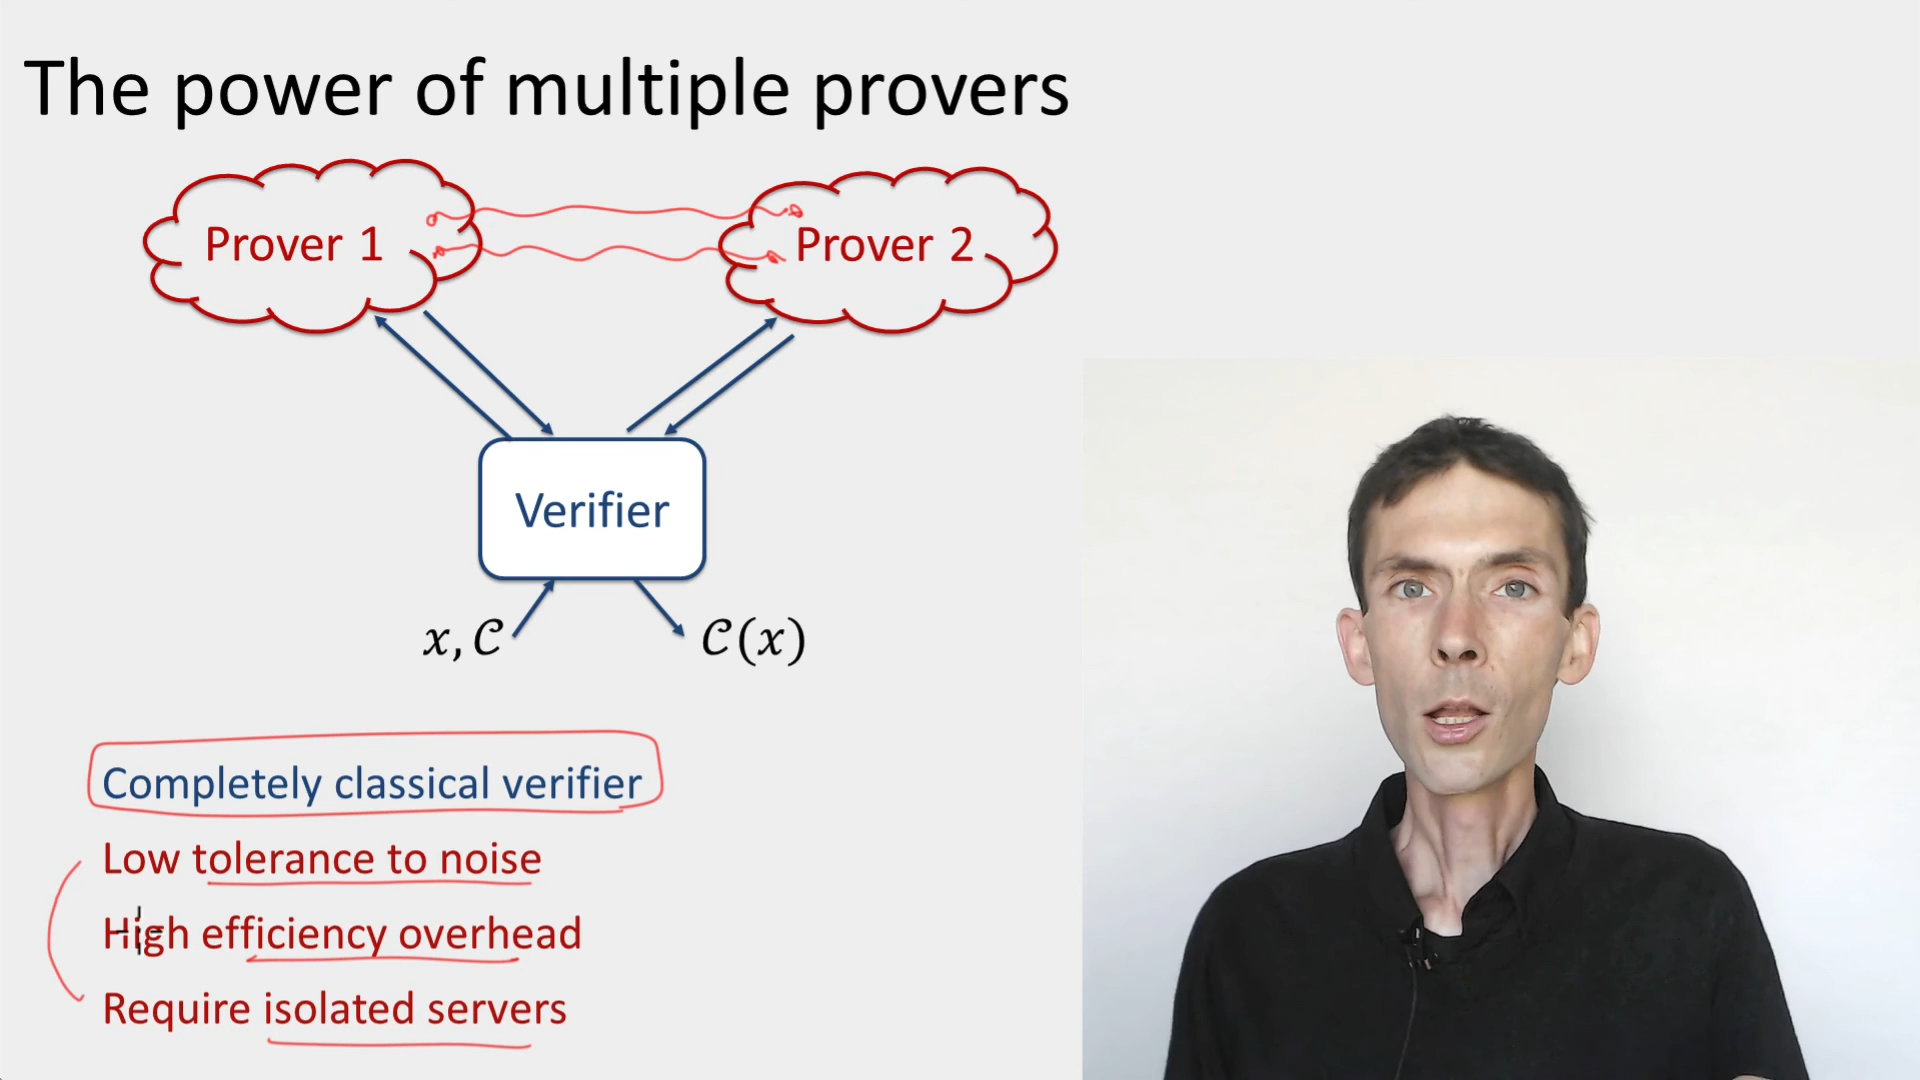 The power of multiple provers
Prover 1
Prover 2
Verifier
x, 𝒞
𝒞(x)
Completely classical verifier
Low tolerance to noise
High efficiency overhead
Require isolated servers